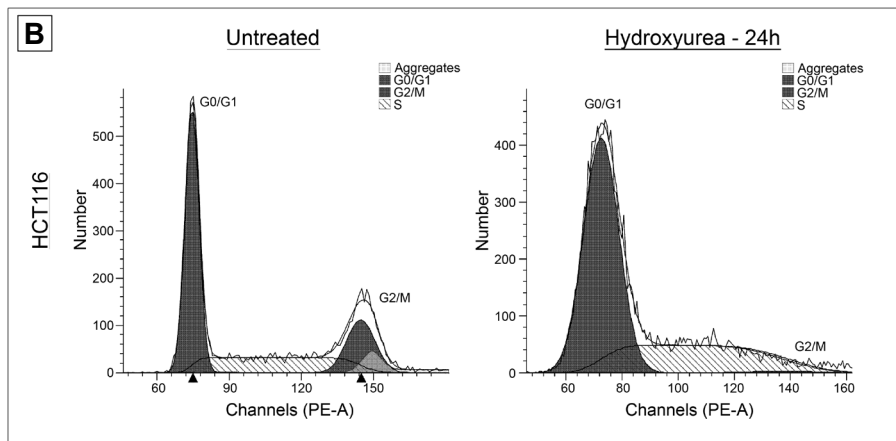 B
Untreated
Hydroxyurea - 24h
HCT116
Aggregates
G0/G1
G2/M
S
G0/G1
G2/M
Number
0
100
200
300
400
500
60
90
120
150
Channels (PE-A)
Aggregates
G0/G1
G2/M
S
G0/G1
G2/M
Number
0
100
200
300
400
60
80
100
120
140
160
Channels (PE-A)